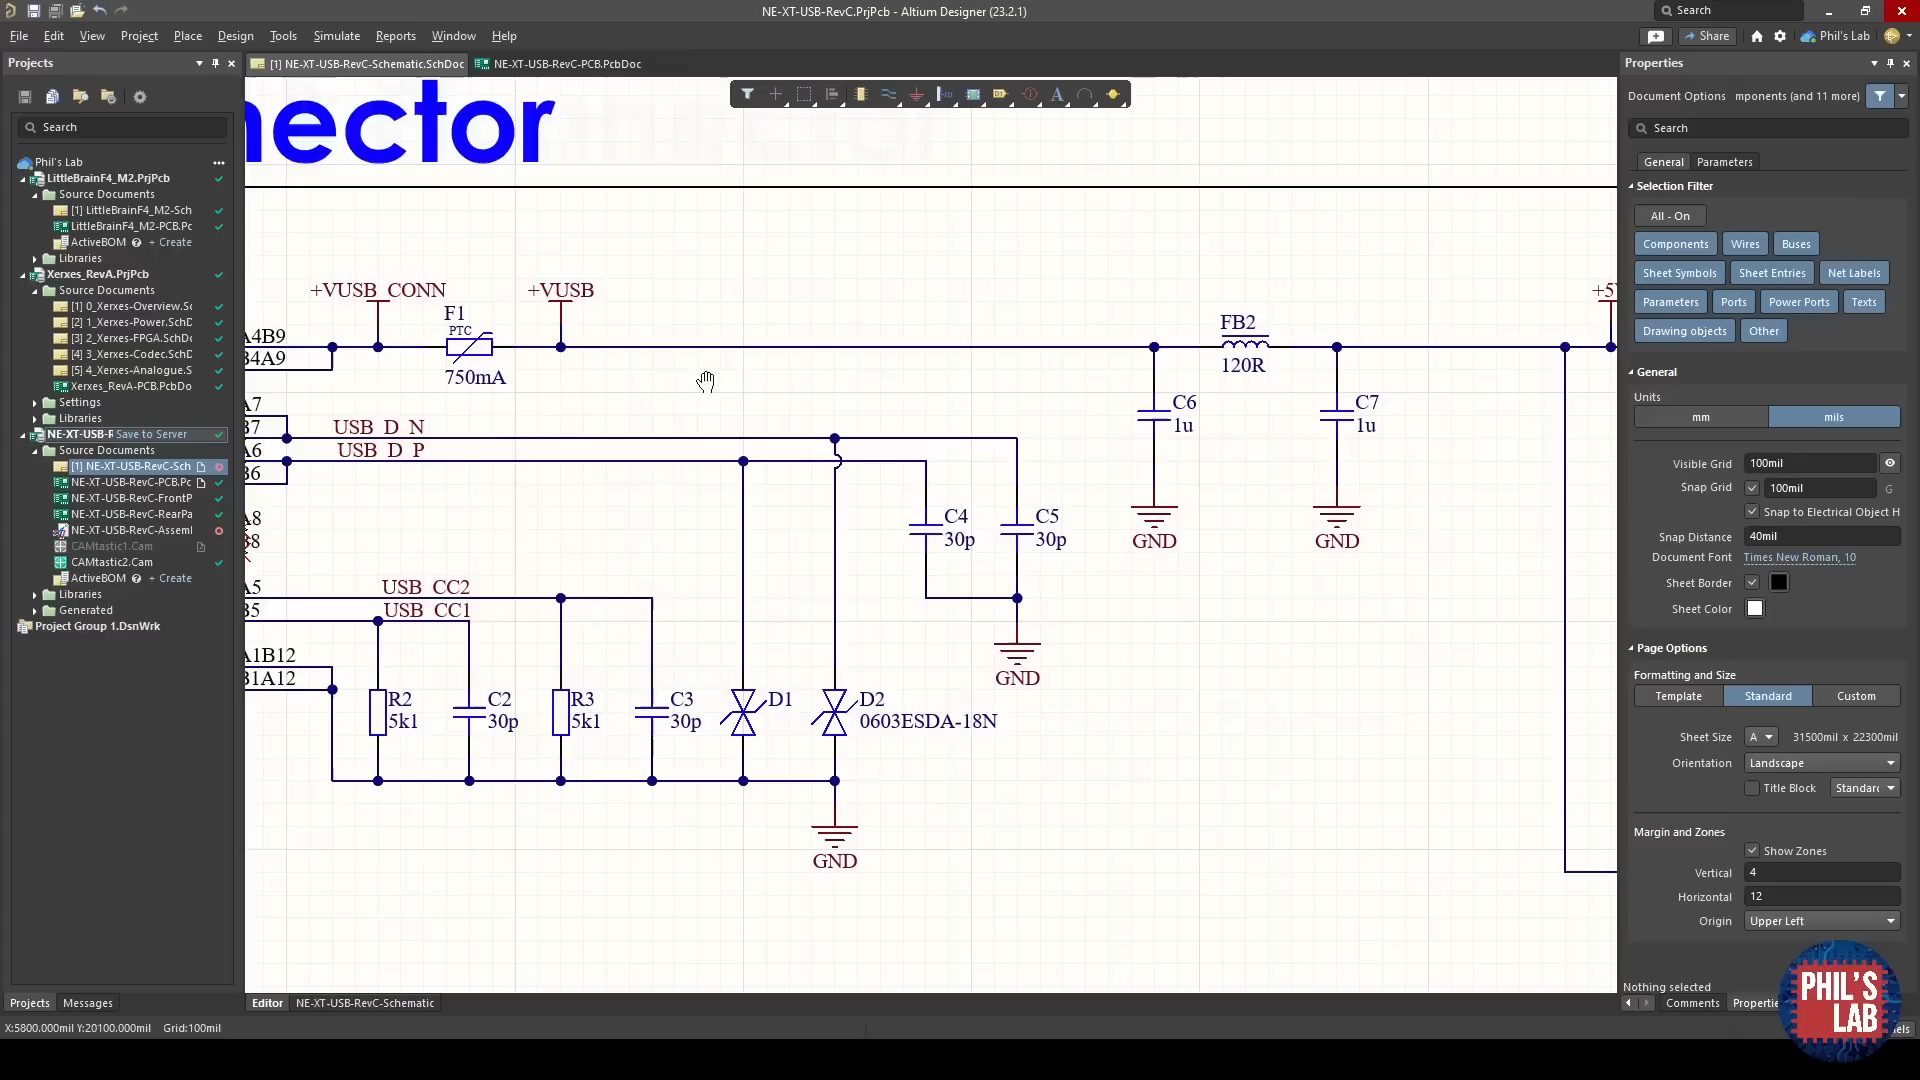 NE-XT-USB-RevC.PrjPcb - Altium Designer (23.2.1)
Search
File Edit View Project Place Design Tools Simulate Reports Window Help
Share
Phil's Lab
Projects
[1] NE-XT-USB-RevC-Schematic.SchDoc
NE-XT-USB-RevC-PCB.PcbDoc
Search
Phil's Lab
LittleBrainF4_M2.PrjPcb
Source Documents
[1] LittleBrainF4_M2-Sch
LittleBrainF4_M2-PCB.Pc
ActiveBOM + Create
Libraries
Xerxes_RevA.PrjPcb
Source Documents
[1] 0_Xerxes-Overview.Sc
[2] 1_Xerxes-Power.SchD
[3] 2_Xerxes-FPGA.SchDc
[4] 3_Xerxes-Codec.SchD
[5] 4_Xerxes-Analogue.S
Xerxes_RevA-PCB.PcbDo
Settings
Libraries
NE-XT-USB-F Save to Server
Source Documents
[1] NE-XT-USB-RevC-Sch
NE-XT-USB-RevC-PCB.Pc
NE-XT-USB-RevC-FrontP
NE-XT-USB-RevC-RearPa
NE-XT-USB-RevC-Assembl
CAMtastic1.Cam
CAMtastic2.Cam
ActiveBOM + Create
Libraries
Generated
Project Group 1.DsnWrk
Projects Messages
X:5800.000mil Y:20100.000mil Grid:100mil
nector
+VUSB_CONN
+VUSB
+5V
F1
PTC
750mA
FB2
120R
A4B9
B4A9
A7
B7
A6
B6
USB_D_N
USB_D_P
C6
1u
C7
1u
GND
GND
A8
B8
C4
30p
C5
30p
GND
A5
B5
USB_CC2
USB_CC1
A1B12
B1A12
R2
5k1
C2
30p
R3
5k1
C3
30p
D1
D2
0603ESDA-18N
GND
Editor NE-XT-USB-RevC-Schematic
Properties
Document Options mponents (and 11 more)
Search
General Parameters
Selection Filter
All - On
Components Wires Buses
Sheet Symbols Sheet Entries Net Labels
Parameters Ports Power Ports Texts
Drawing objects Other
General
Units
mm mils
Visible Grid 100mil
Snap Grid 100mil G
Snap to Electrical Object H
Snap Distance 40mil
Document Font Times New Roman, 10
Sheet Border
Sheet Color
Page Options
Formatting and Size
Template Standard Custom
Sheet Size A 31500mil x 22300mil
Orientation Landscape
Title Block Standard
Margin and Zones
Show Zones
Vertical 4
Horizontal 12
Origin Upper Left
Nothing selected
Comments Propertie
els
PHIL'S
LAB